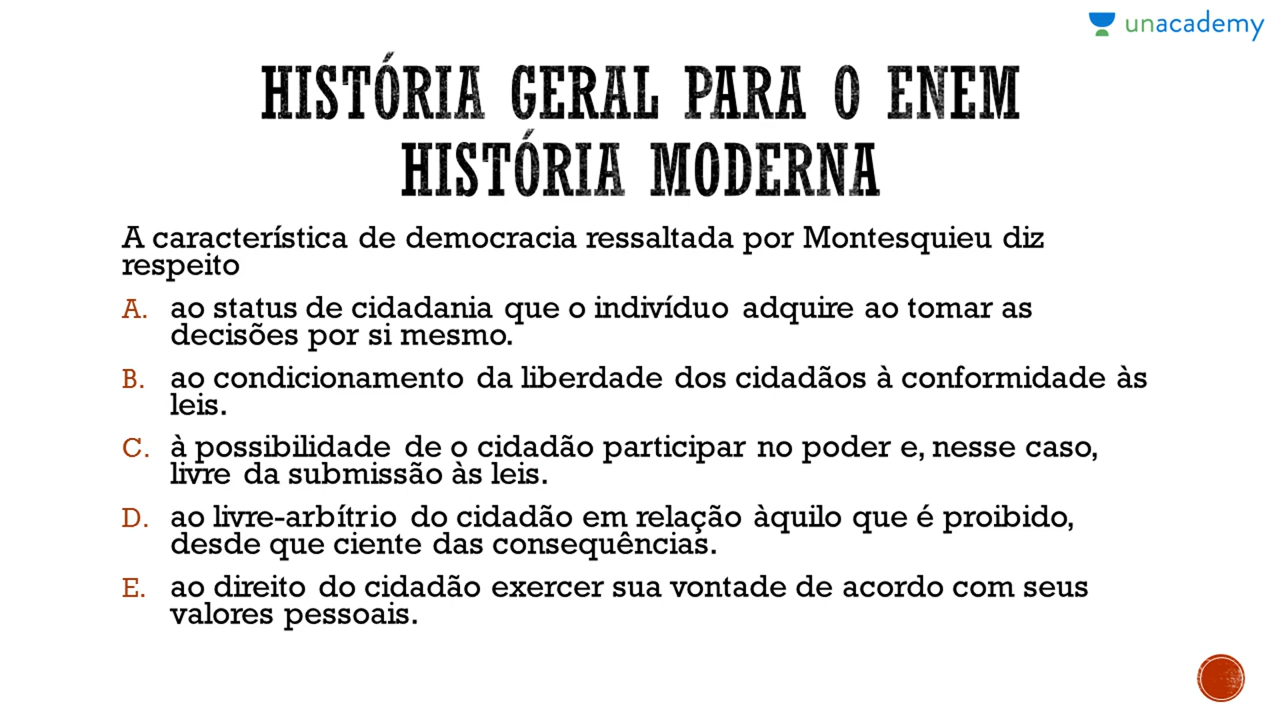 unacademy
HISTÓRIA GERAL PARA O ENEM
HISTÓRIA MODERNA
A característica de democracia ressaltada por Montesquieu diz
respeito
A. ao status de cidadania que o indivíduo adquire ao tomar as
decisões por si mesmo.
B. ao condicionamento da liberdade dos cidadãos à conformidade às
leis.
C. à possibilidade de o cidadão participar no poder e, nesse caso,
livre da submissão às leis.
D. ao livre-arbítrio do cidadão em relação àquilo que é proibido,
desde que ciente das consequências.
E. ao direito do cidadão exercer sua vontade de acordo com seus
valores pessoais.